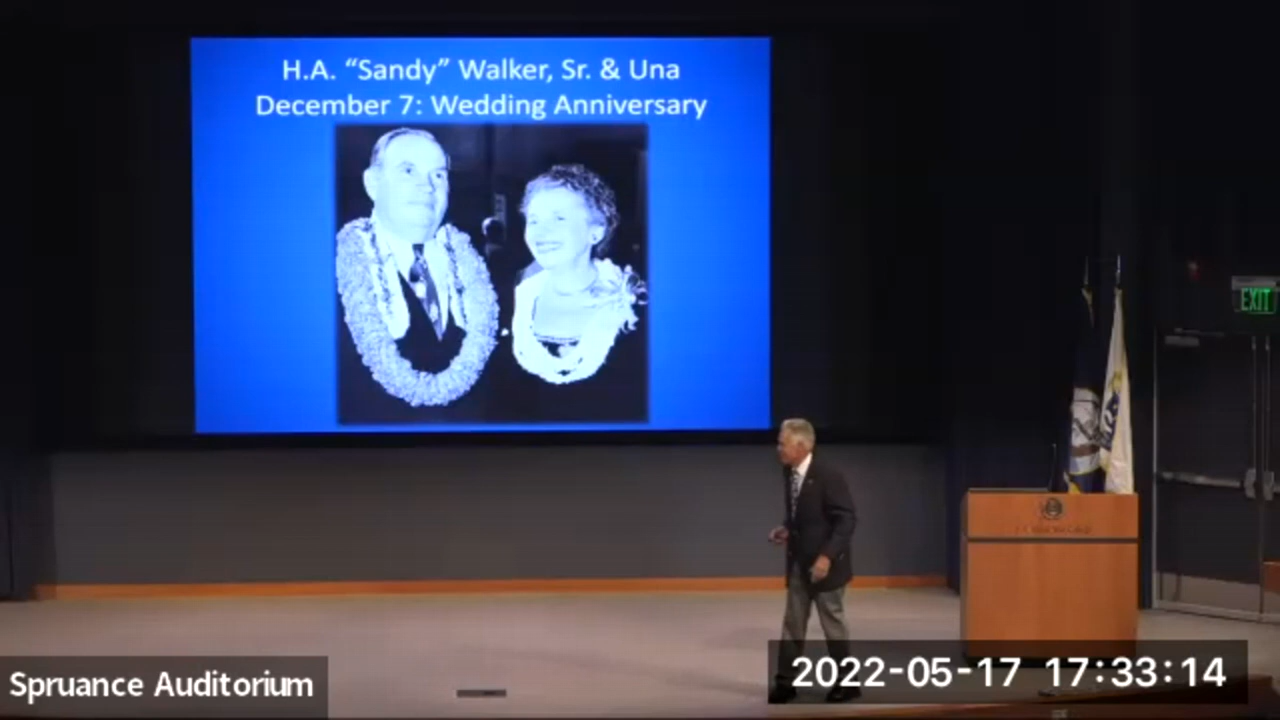 H.A. “Sandy” Walker, Sr. & Una
December 7: Wedding Anniversary
EXIT
Spruance Auditorium
2022-05-17 17:33:14